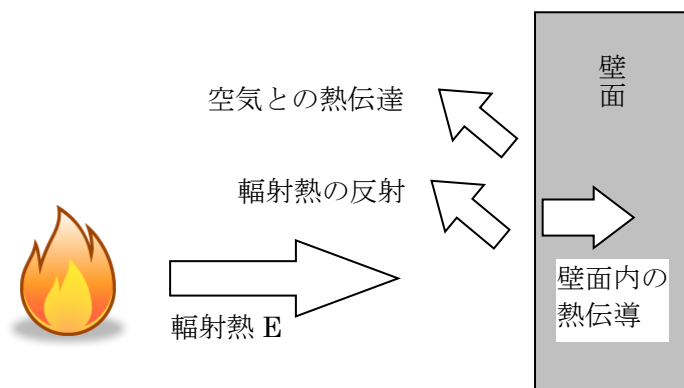 壁面
空気との熱伝達
輻射熱の反射
壁面内の
熱伝導
輻射熱 E